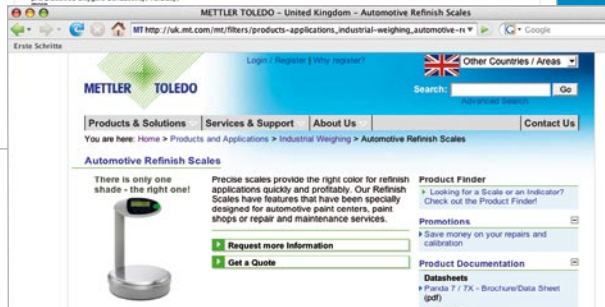 METTLER TOLEDO – United Kingdom – Automotive Refinish Scales
MT http://uk.mt.com/mt/filters/products-applications_industrial-weighing_automotive-re
Google
Erste Schritte
METTLER TOLEDO
Login / Register | Why register?
Other Countries / Areas
Search:
Go
Advanced Search
Products & Solutions
Services & Support
About Us
Contact Us
You are here: Home > Products and Applications > Industrial Weighing > Automotive Refinish Scales
Automotive Refinish Scales
There is only one
shade - the right one!
Precise scales provide the right color for refinish
applications quickly and profitably. Our Refinish
Scales have features that have been specially
designed for automotive paint centers, paint
shops or repair and maintenance services.
Request more Information
Get a Quote
Product Finder
Looking for a Scale or an Indicator?
Check out the Product Finder!
Promotions
Save money on your repairs and
calibration
Product Documentation
Datasheets
Panda 7 / 7X - Brochure/Data Sheet
(pdf)